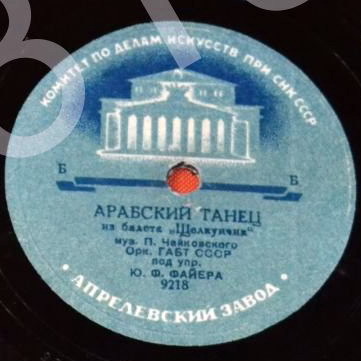 КОМИТЕТ ПО ДЕЛАМ ИСКУССТВ ПРИ СНК СССР
Б Б
АРАБСКИЙ ТАНЕЦ
из балета „Щелкунчик"
муз. П. Чайковского
Орк. ГАБТ СССР
под упр.
Ю. Ф. ФАЙЕРА
9218
· АПРЕЛЕВСКИЙ ЗАВОД ·